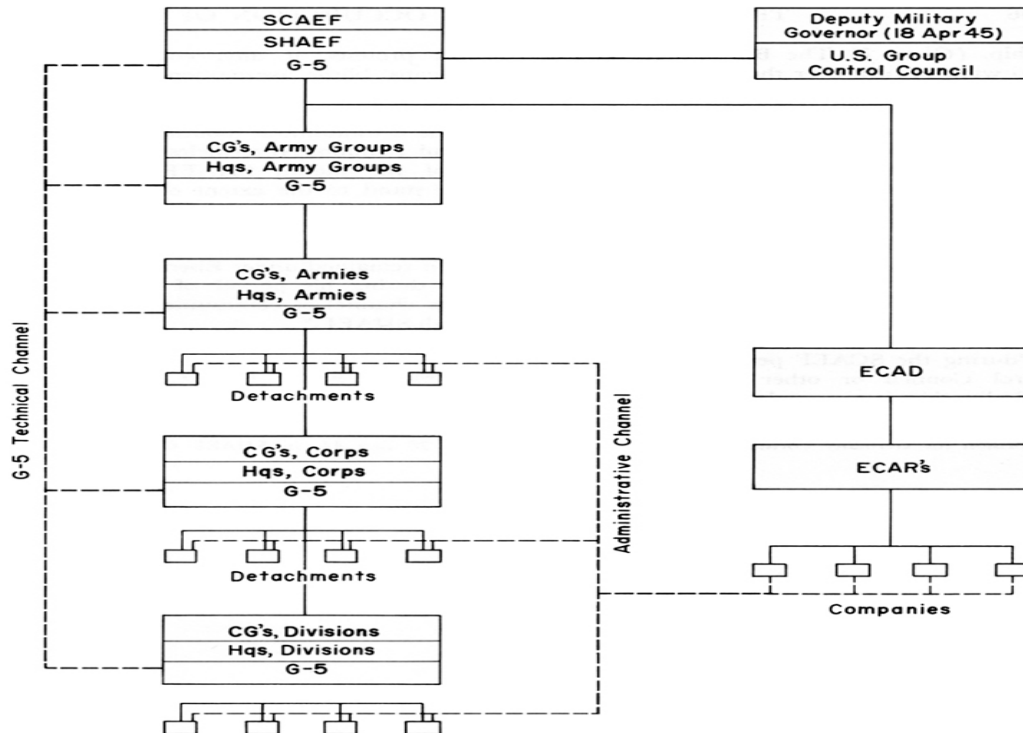 SCAEF
SHAEF
G-5
Deputy Military
Governor (18 Apr 45)
U.S. Group
Control Council
CG's, Army Groups
Hqs, Army Groups
G-5
CG's, Armies
Hqs, Armies
G-5
Detachments
CG's, Corps
Hqs, Corps
G-5
Detachments
CG's, Divisions
Hqs, Divisions
G-5
G-5 Technical Channel
Administrative Channel
ECAD
ECAR's
Companies